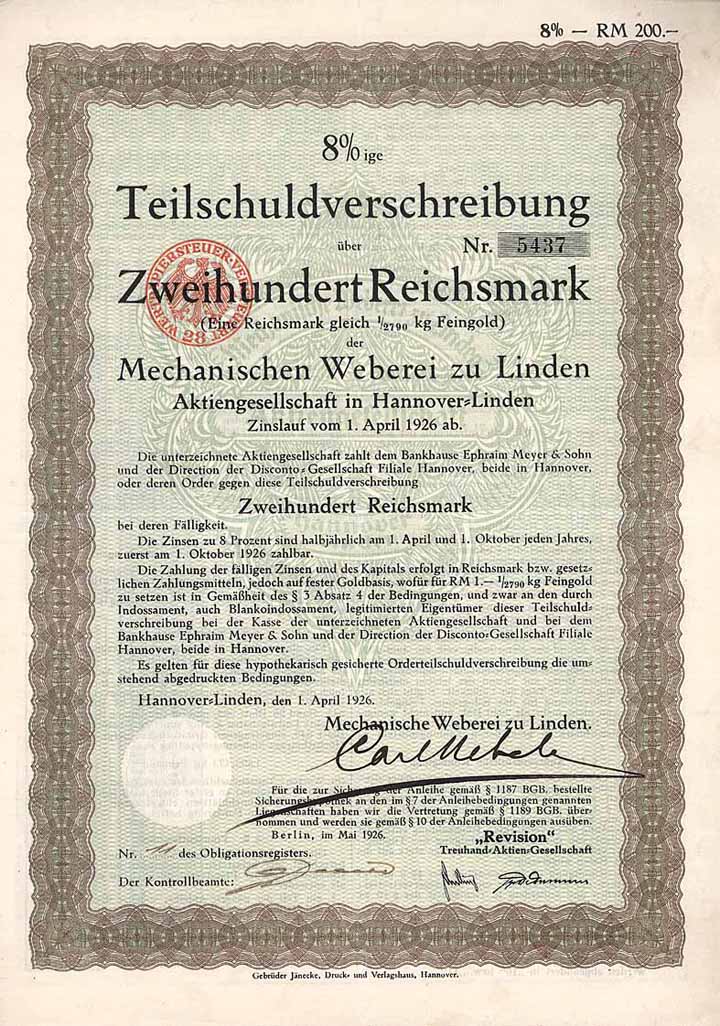 8% — RM 200.–
8% ige
Teilschuldverschreibung
über
Nr. 5437
Zweihundert Reichsmark
(Eine Reichsmark gleich 1/2790 kg Feingold)
der
Mechanischen Weberei zu Linden
Aktiengesellschaft in Hannover-Linden
Zinslauf vom 1. April 1926 ab.
Die unterzeichnete Aktiengesellschaft zahlt dem Bankhause Ephraim Meyer & Sohn
und der Direction der Disconto-Gesellschaft Filiale Hannover, beide in Hannover,
oder deren Order gegen diese Teilschuldverschreibung
Zweihundert Reichsmark
bei deren Fälligkeit.
Die Zinsen zu 8 Prozent sind halbjährlich am 1. April und 1. Oktober jeden Jahres,
zuerst am 1. Oktober 1926 zahlbar.
Die Zahlung der fälligen Zinsen und des Kapitals erfolgt in Reichsmark bzw. gesetz-
lichen Zahlungsmitteln, jedoch auf fester Goldbasis, wofür für RM 1.— 1/2790 kg Feingold
zu setzen ist in Gemäßheit des § 3 Absatz 4 der Bedingungen, und zwar an den durch
Indossament, auch Blankoindossament, legitimierten Eigentümer dieser Teilschuld-
verschreibung bei der Kasse der unterzeichneten Aktiengesellschaft und bei dem
Bankhause Ephraim Meyer & Sohn und der Direction der Disconto-Gesellschaft Filiale
Hannover, beide in Hannover.
Es gelten für diese hypothekarisch gesicherte Orderteilschuldverschreibung die um-
stehend abgedruckten Bedingungen.
Hannover-Linden, den 1. April 1926.
Mechanische Weberei zu Linden.
Für die zur Sicherung der Anleihe gemäß § 1187 BGB. bestellte
Sicherungshypothek an den im § 7 der Anleihebedingungen genannten
Liegenschaften haben wir die Vertretung gemäß § 1189 BGB. über-
nommen und werden sie gemäß § 10 der Anleihebedingungen ausüben.
Berlin, im Mai 1926.
„Revision“
Treuhand-Aktien-Gesellschaft
Nr. 11 des Obligationsregisters.
Der Kontrollbeamte:
Gebrüder Jänecke, Druck- und Verlagshaus, Hannover.